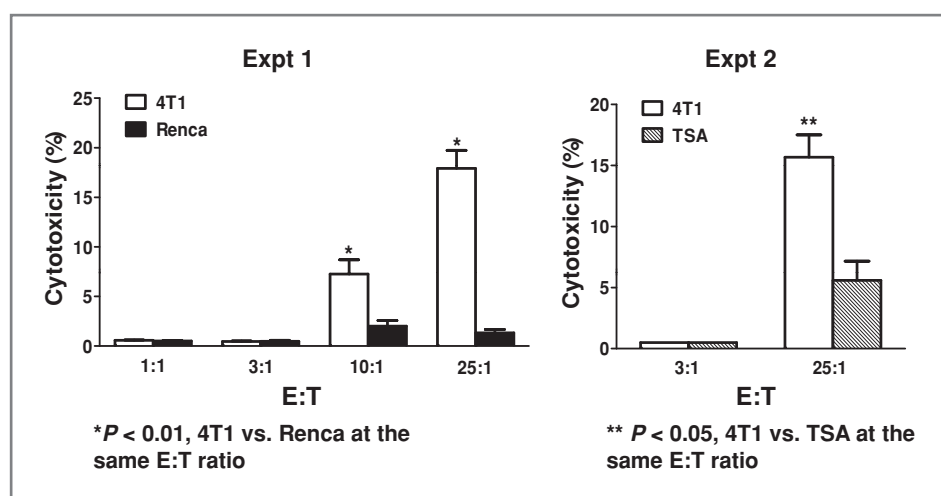 Expt 1
4T1
Renca
Cytotoxicity (%)
25
20
15
10
5
0
*
*
1:1
3:1
10:1
25:1
E:T
*P < 0.01, 4T1 vs. Renca at the
same E:T ratio
Expt 2
4T1
TSA
Cytotoxicity (%)
20
15
10
5
0
**
3:1
25:1
E:T
** P < 0.05, 4T1 vs. TSA at the
same E:T ratio